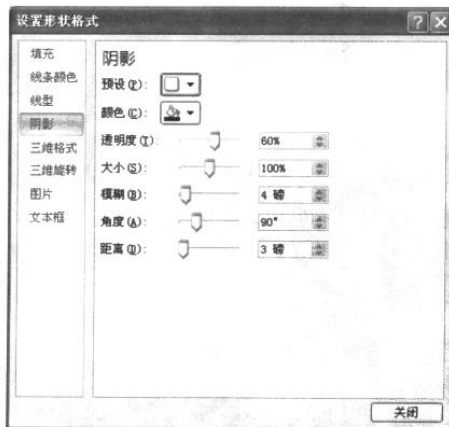 设置形状格式
填充
线条颜色
线型
阴影
三维格式
三维旋转
图片
文本框
阴影
预设(P):
颜色(C):
透明度(T): 60%
大小(S): 100%
模糊(B): 4 磅
角度(A): 90°
距离(D): 3 磅
关闭